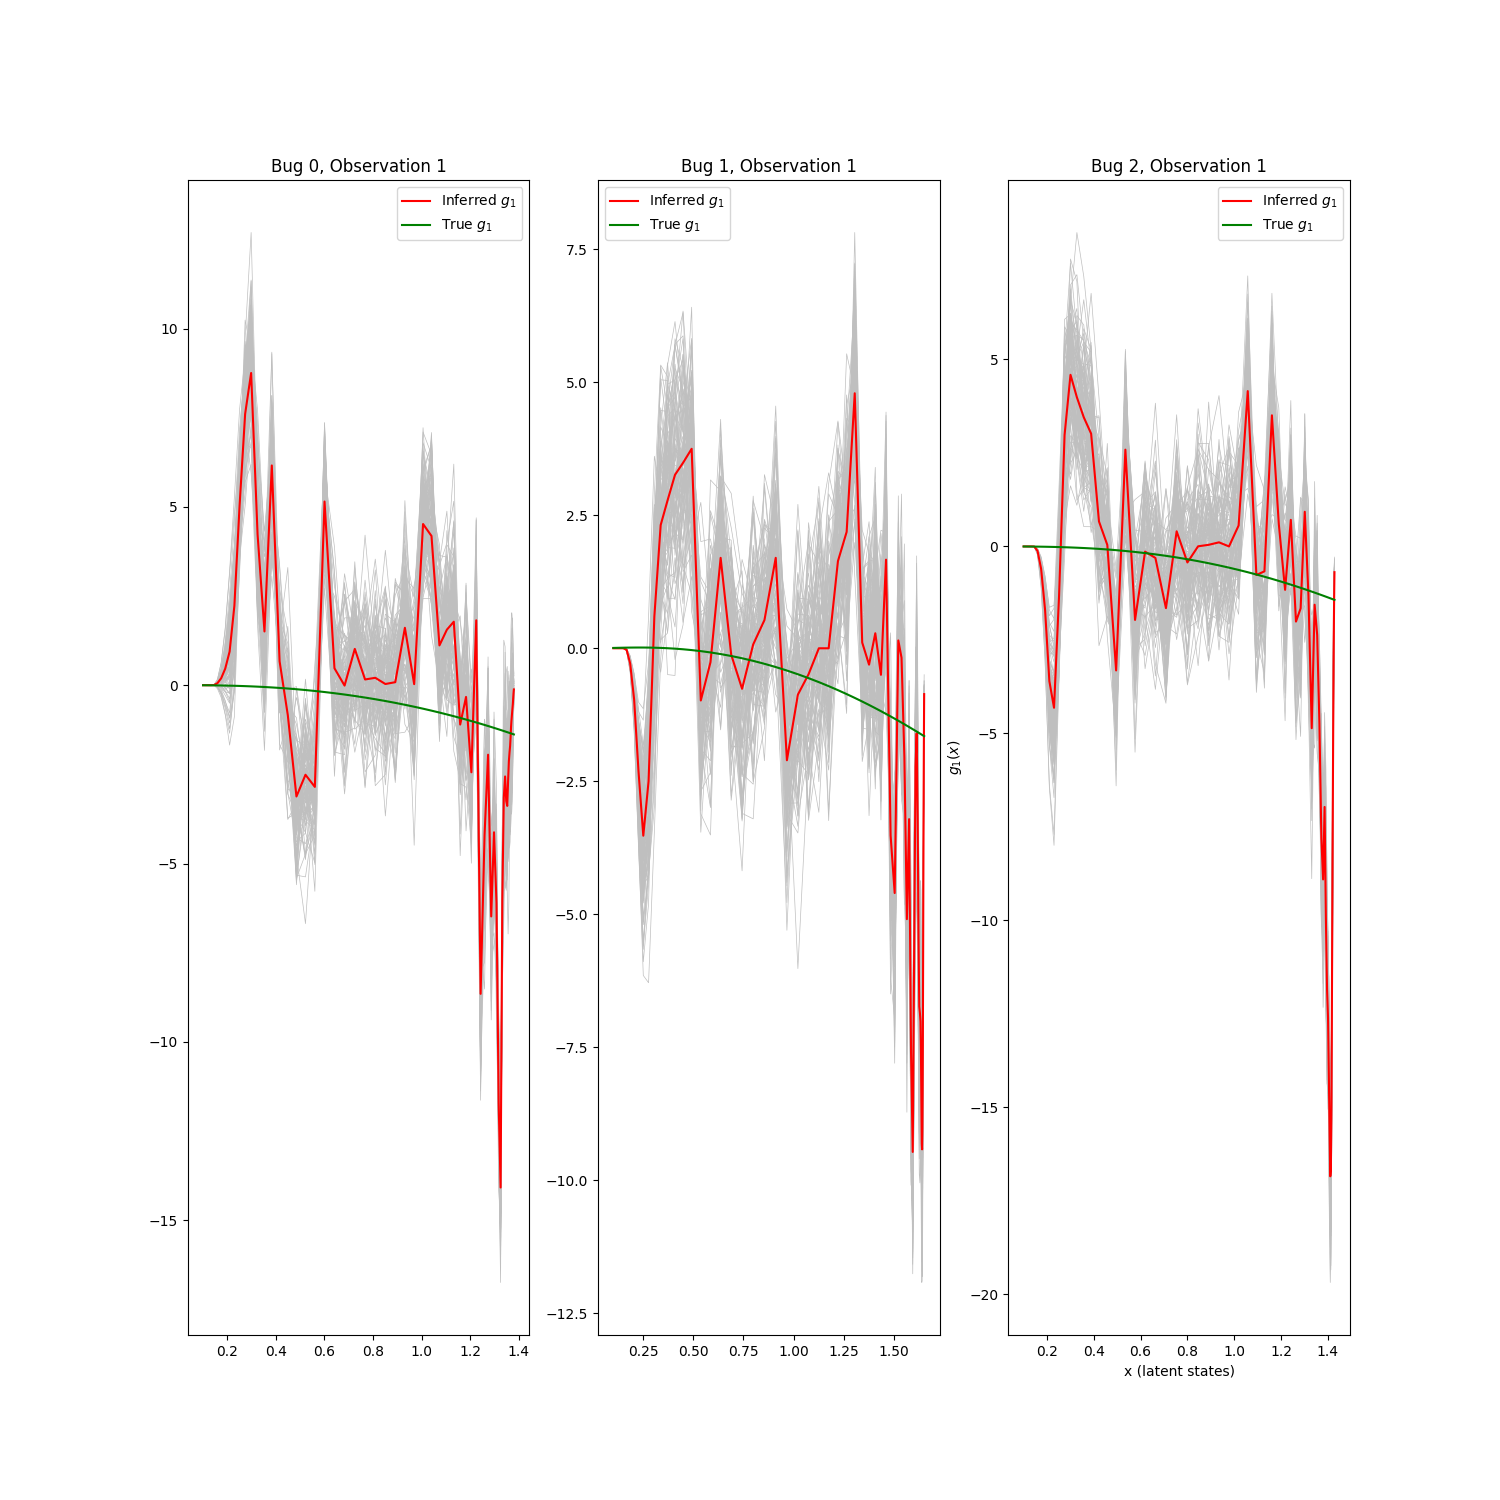 Bug 0, Observation 1
Inferred g₁
True g₁
10
5
0
−5
−10
−15
0.2 0.4 0.6 0.8 1.0 1.2 1.4
Bug 1, Observation 1
Inferred g₁
True g₁
7.5
5.0
2.5
0.0
−2.5
−5.0
−7.5
−10.0
−12.5
0.25 0.50 0.75 1.00 1.25 1.50
Bug 2, Observation 1
Inferred g₁
True g₁
g₁(x)
5
0
−5
−10
−15
−20
0.2 0.4 0.6 0.8 1.0 1.2 1.4
x (latent states)